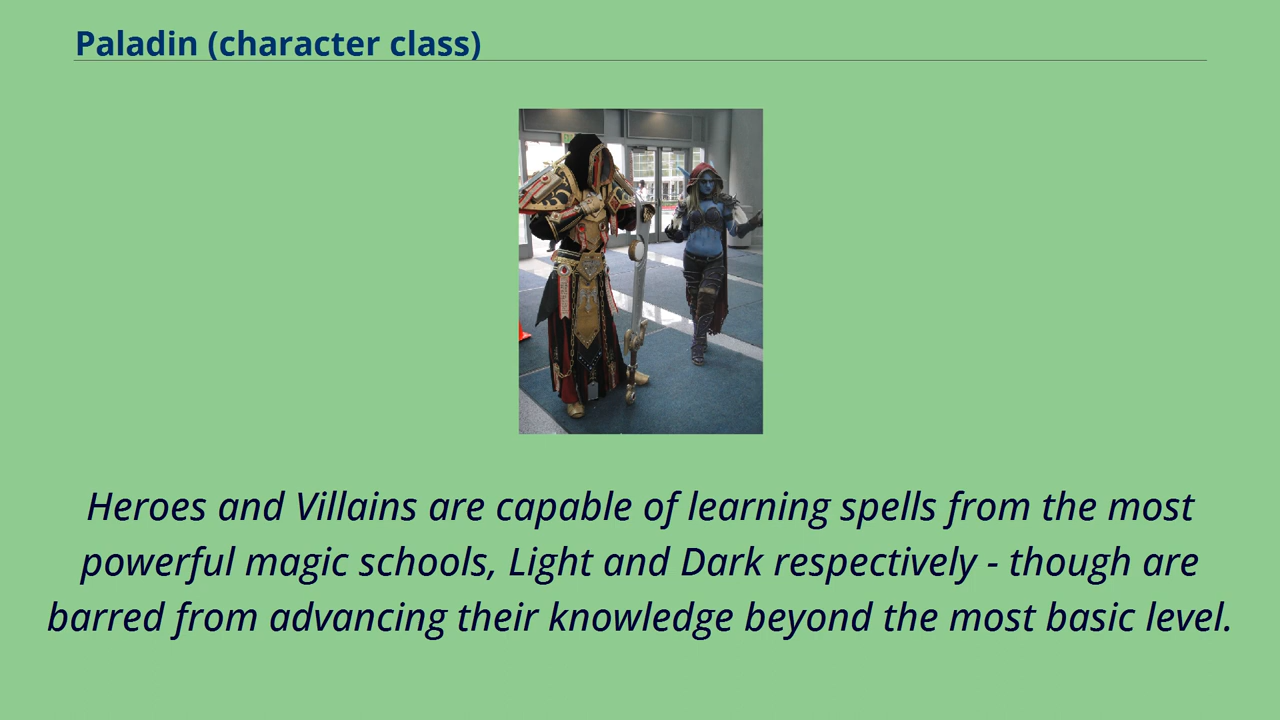 Paladin (character class)
Heroes and Villains are capable of learning spells from the most
powerful magic schools, Light and Dark respectively - though are
barred from advancing their knowledge beyond the most basic level.